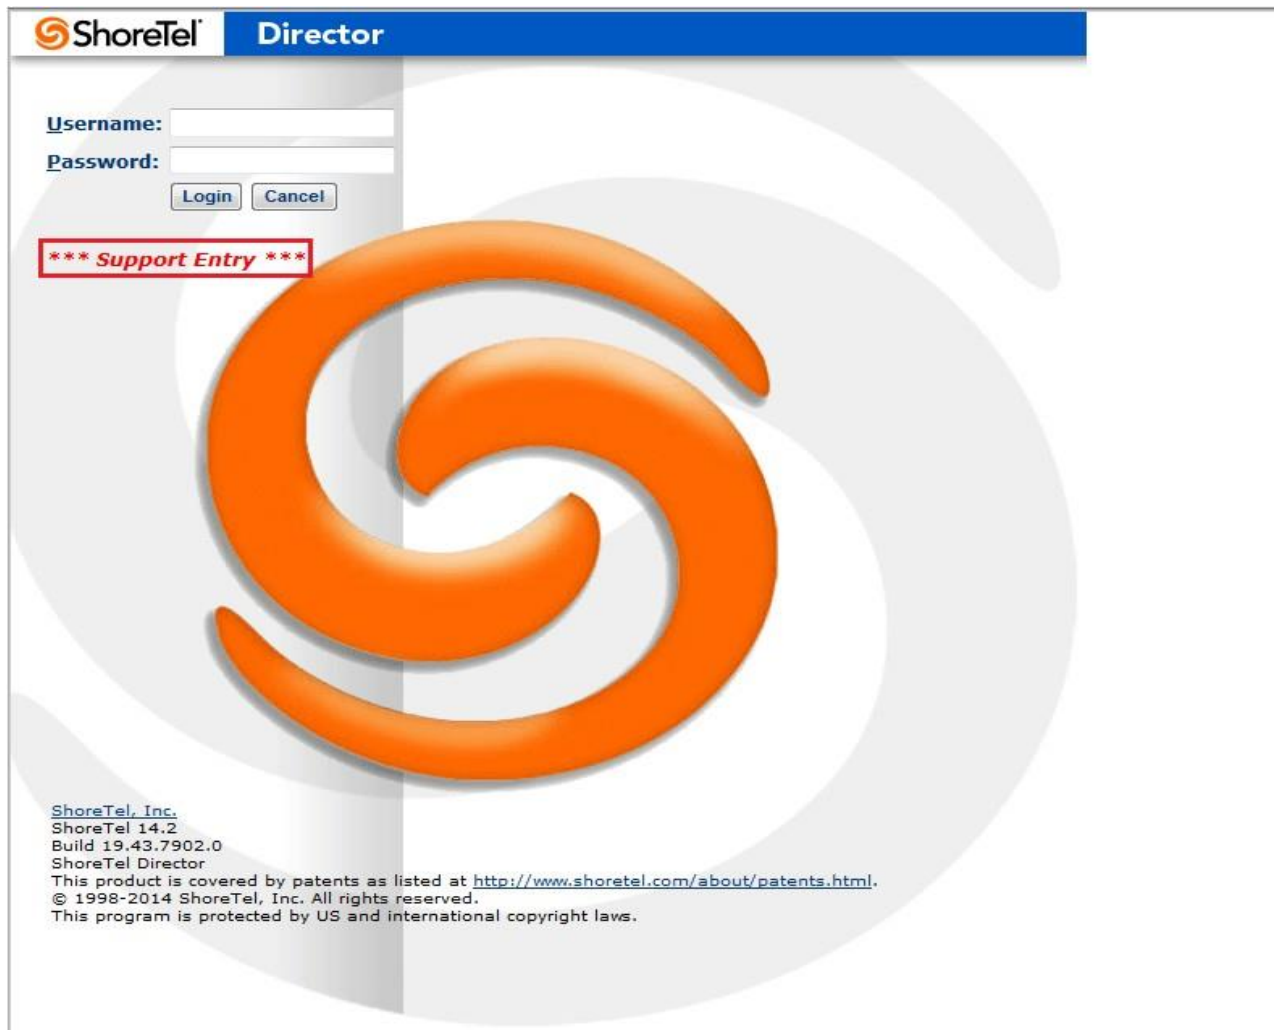 ShoreTel Director
Username:
Password:
Login Cancel
*** Support Entry ***
ShoreTel, Inc.
ShoreTel 14.2
Build 19.43.7902.0
ShoreTel Director
This product is covered by patents as listed at http://www.shoretel.com/about/patents.html.
© 1998-2014 ShoreTel, Inc. All rights reserved.
This program is protected by US and international copyright laws.